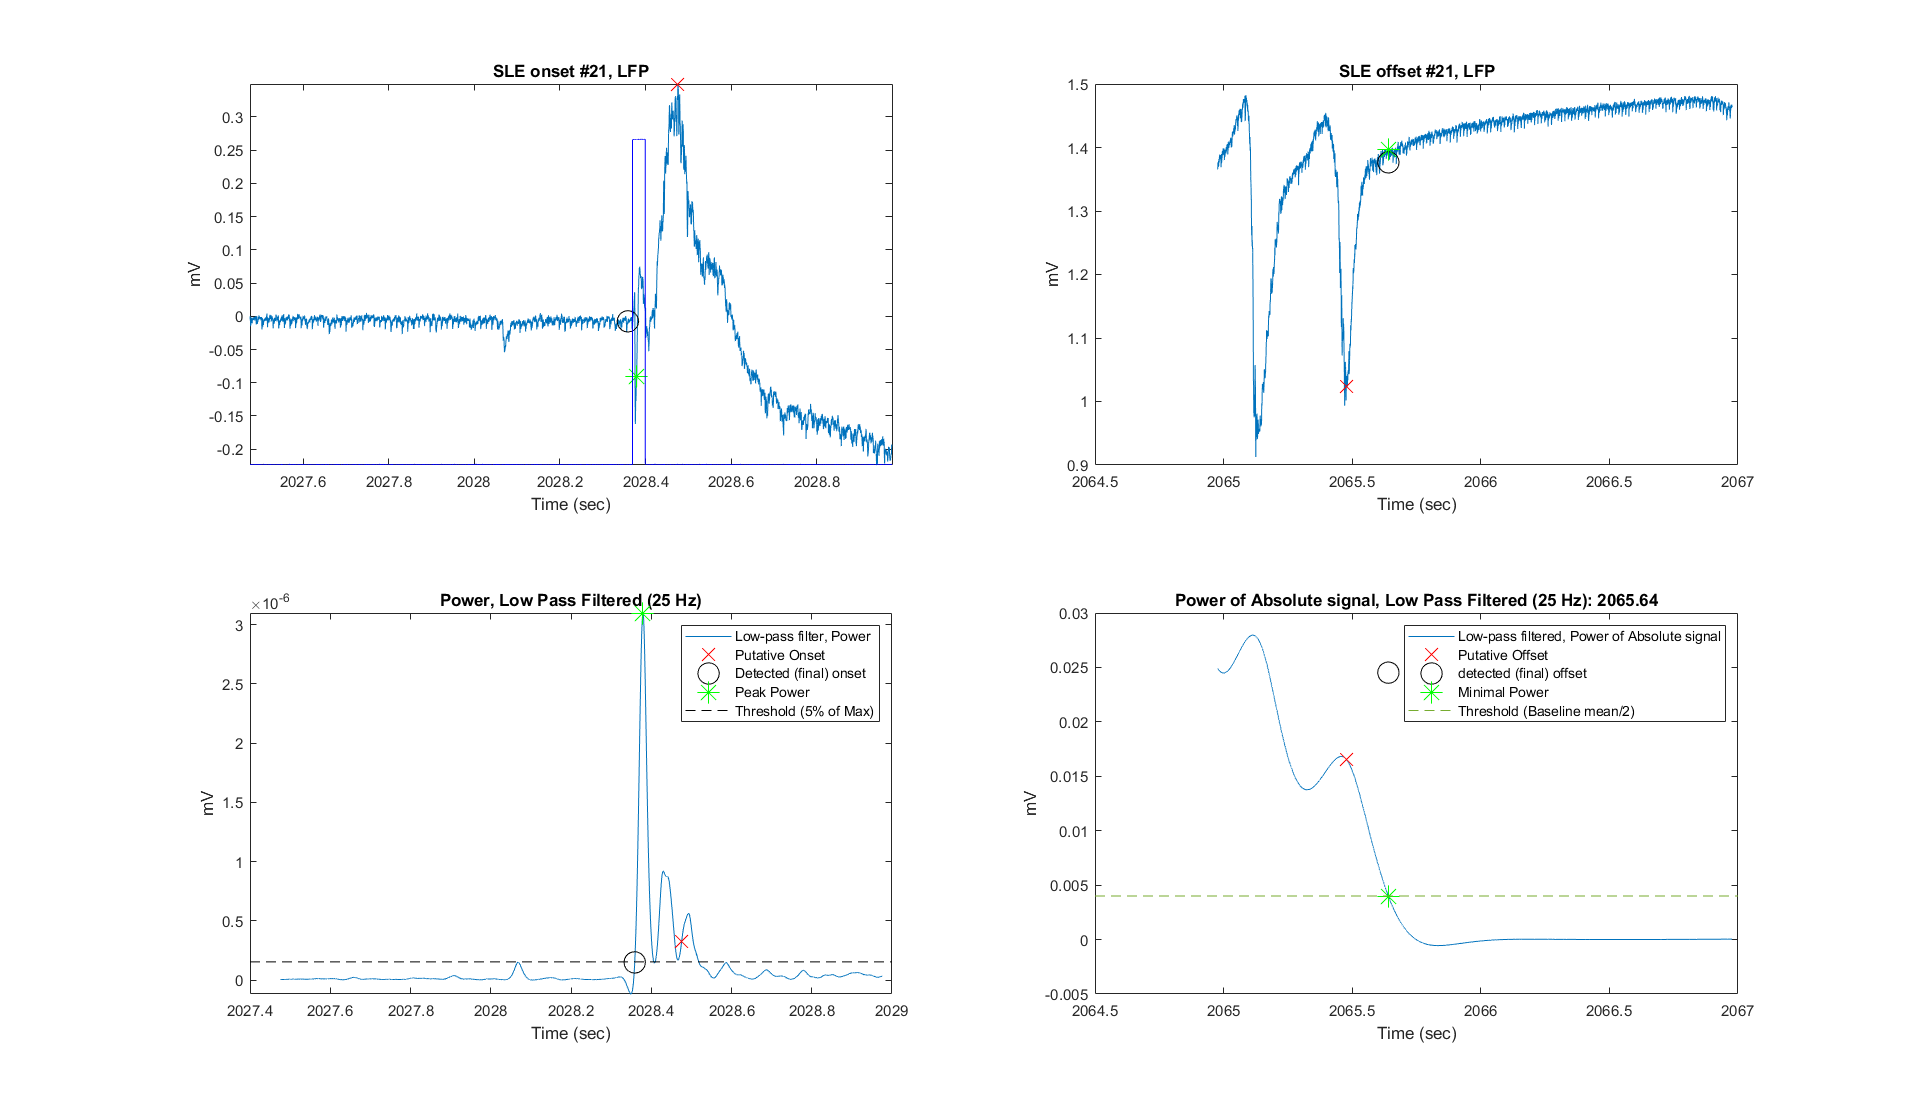 SLE onset #21, LFP
0.3
0.25
0.2
0.15
0.1
0.05
0
-0.05
-0.1
-0.15
-0.2
mV
2027.6 2027.8 2028 2028.2 2028.4 2028.6 2028.8
Time (sec)
SLE offset #21, LFP
1.5
1.4
1.3
1.2
1.1
1
0.9
mV
2064.5 2065 2065.5 2066 2066.5 2067
Time (sec)
Power, Low Pass Filtered (25 Hz)
×10-6
3
2.5
2
1.5
1
0.5
0
mV
Low-pass filter, Power
Putative Onset
Detected (final) onset
Peak Power
Threshold (5% of Max)
2027.4 2027.6 2027.8 2028 2028.2 2028.4 2028.6 2028.8 2029
Time (sec)
Power of Absolute signal, Low Pass Filtered (25 Hz): 2065.64
0.03
0.025
0.02
0.015
0.01
0.005
0
-0.005
mV
Low-pass filtered, Power of Absolute signal
Putative Offset
detected (final) offset
Minimal Power
Threshold (Baseline mean/2)
2064.5 2065 2065.5 2066 2066.5 2067
Time (sec)